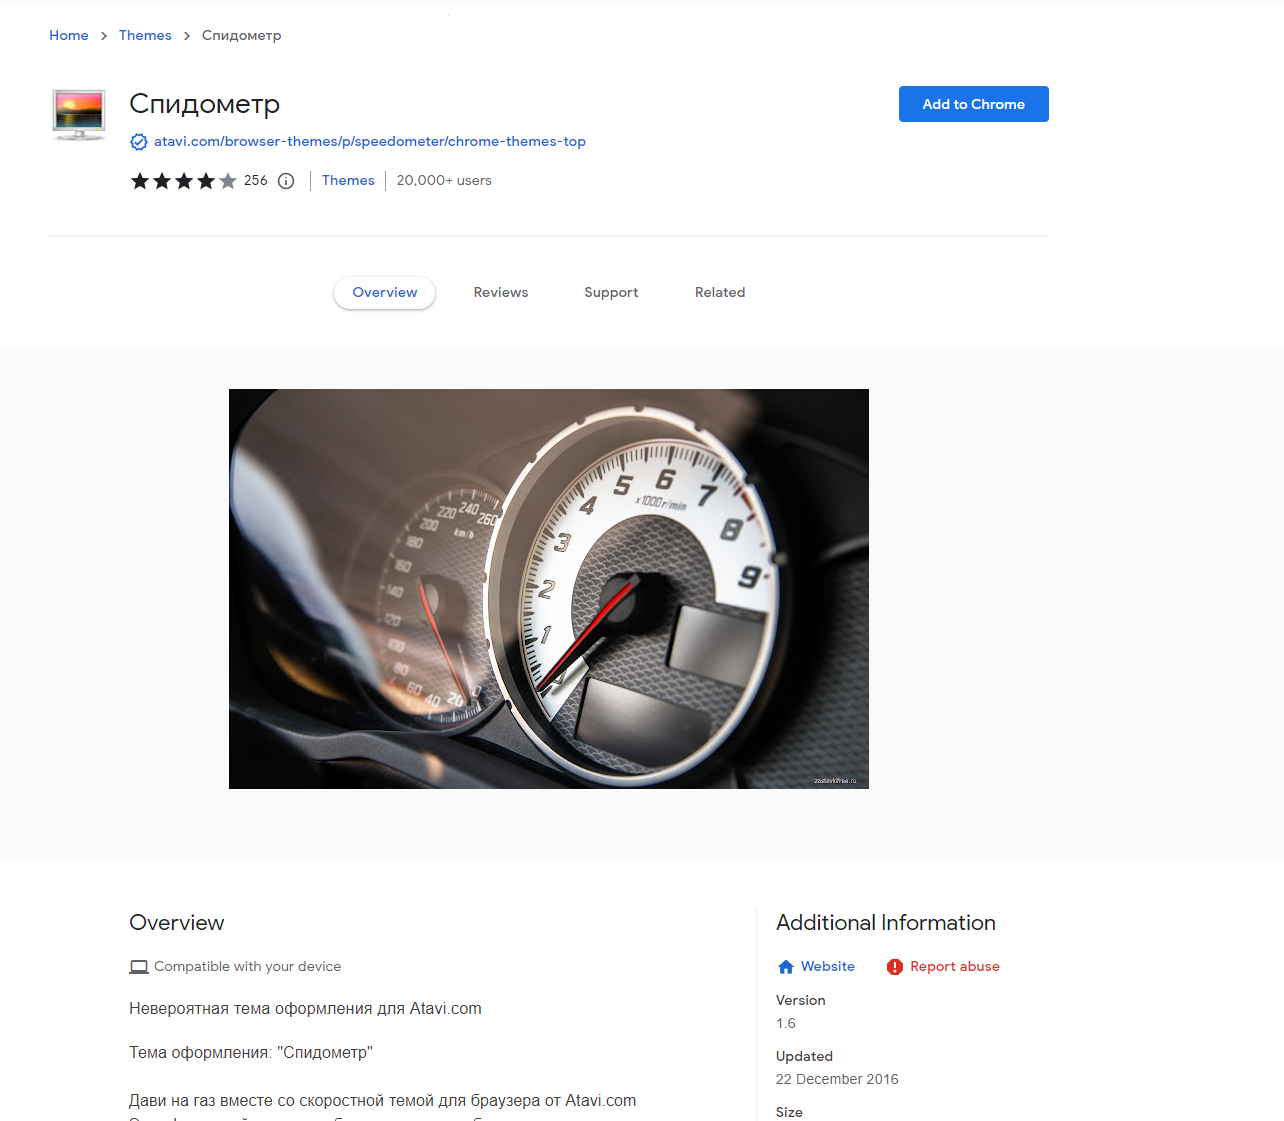 Home > Themes > Спидометр
Спидометр
Add to Chrome
atavi.com/browser-themes/p/speedometer/chrome-themes-top
256 Themes 20,000+ users
Overview Reviews Support Related
1 2 3 4 5 6 7 8 9
x1000r/min
0 20 40 60 80 100 120 140 160 180 200 220 240 260
km/h
Overview
Compatible with your device
Невероятная тема оформления для Atavi.com
Тема оформления: "Спидометр"
Дави на газ вместе со скоростной темой для браузера от Atavi.com
Additional Information
Website Report abuse
Version
1.6
Updated
22 December 2016
Size